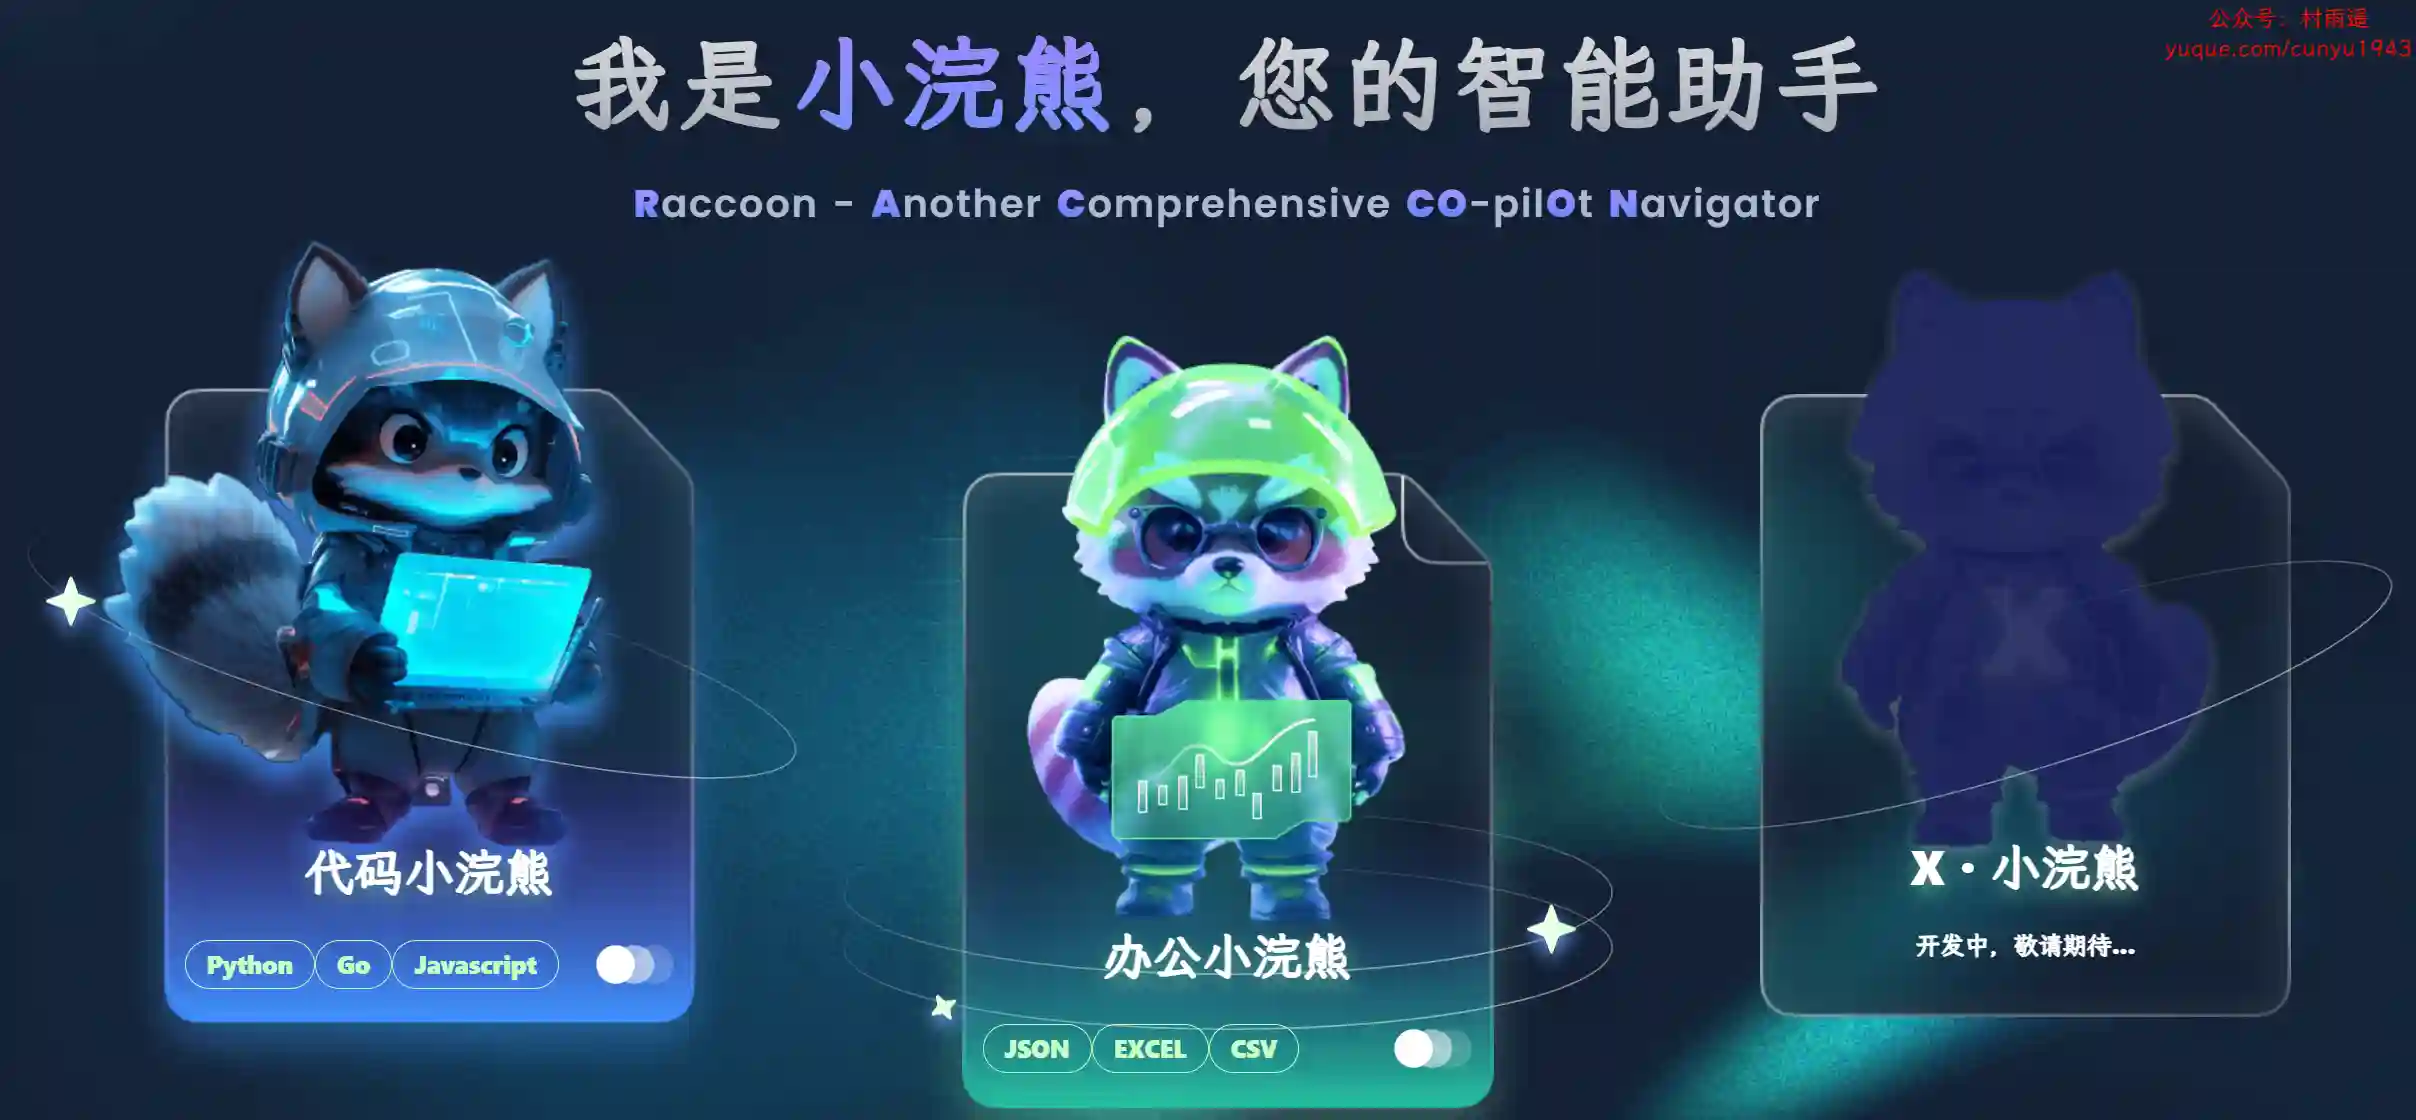 公众号：村雨遥
yuque.com/cunyu1943
我是小浣熊，您的智能助手
Raccoon - Another Comprehensive CO-pilOt Navigator
代码小浣熊
Python Go Javascript
办公小浣熊
JSON EXCEL CSV
X
X·小浣熊
开发中，敬请期待...